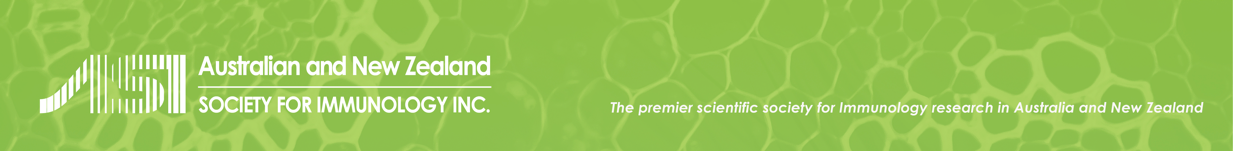 ASI
Australian and New Zealand
SOCIETY FOR IMMUNOLOGY INC.
The premier scientific society for Immunology research in Australia and New Zealand